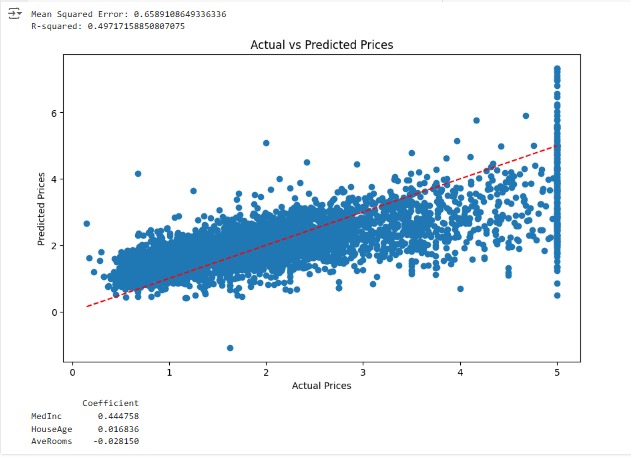 Mean Squared Error: 0.6589108649336336
R-squared: 0.49717158850807075
Actual vs Predicted Prices
Predicted Prices
6
4
2
0
0 1 2 3 4 5
Actual Prices
Coefficient
MedInc 0.444758
HouseAge 0.016836
AveRooms -0.028150